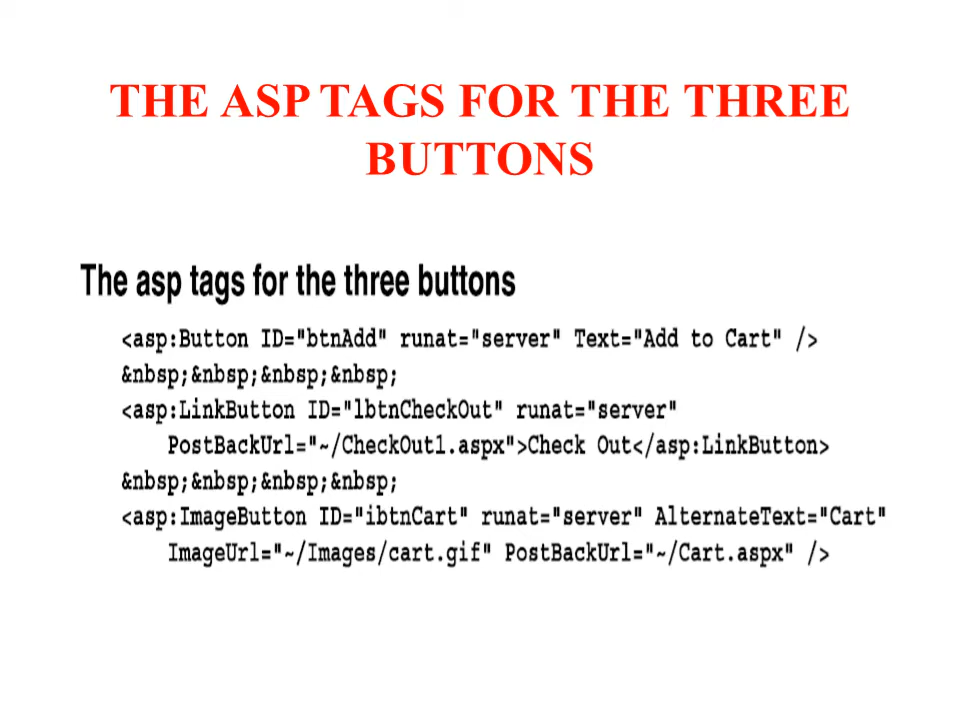 THE ASP TAGS FOR THE THREE
BUTTONS
The asp tags for the three buttons
<asp:Button ID="btnAdd" runat="server" Text="Add to Cart" />
&nbsp;&nbsp;&nbsp;&nbsp;
<asp:LinkButton ID="lbtnCheckOut" runat="server"
PostBackUrl="~/CheckOut1.aspx">Check Out</asp:LinkButton>
&nbsp;&nbsp;&nbsp;&nbsp;
<asp:ImageButton ID="ibtnCart" runat="server" AlternateText="Cart"
ImageUrl="~/Images/cart.gif" PostBackUrl="~/Cart.aspx" />